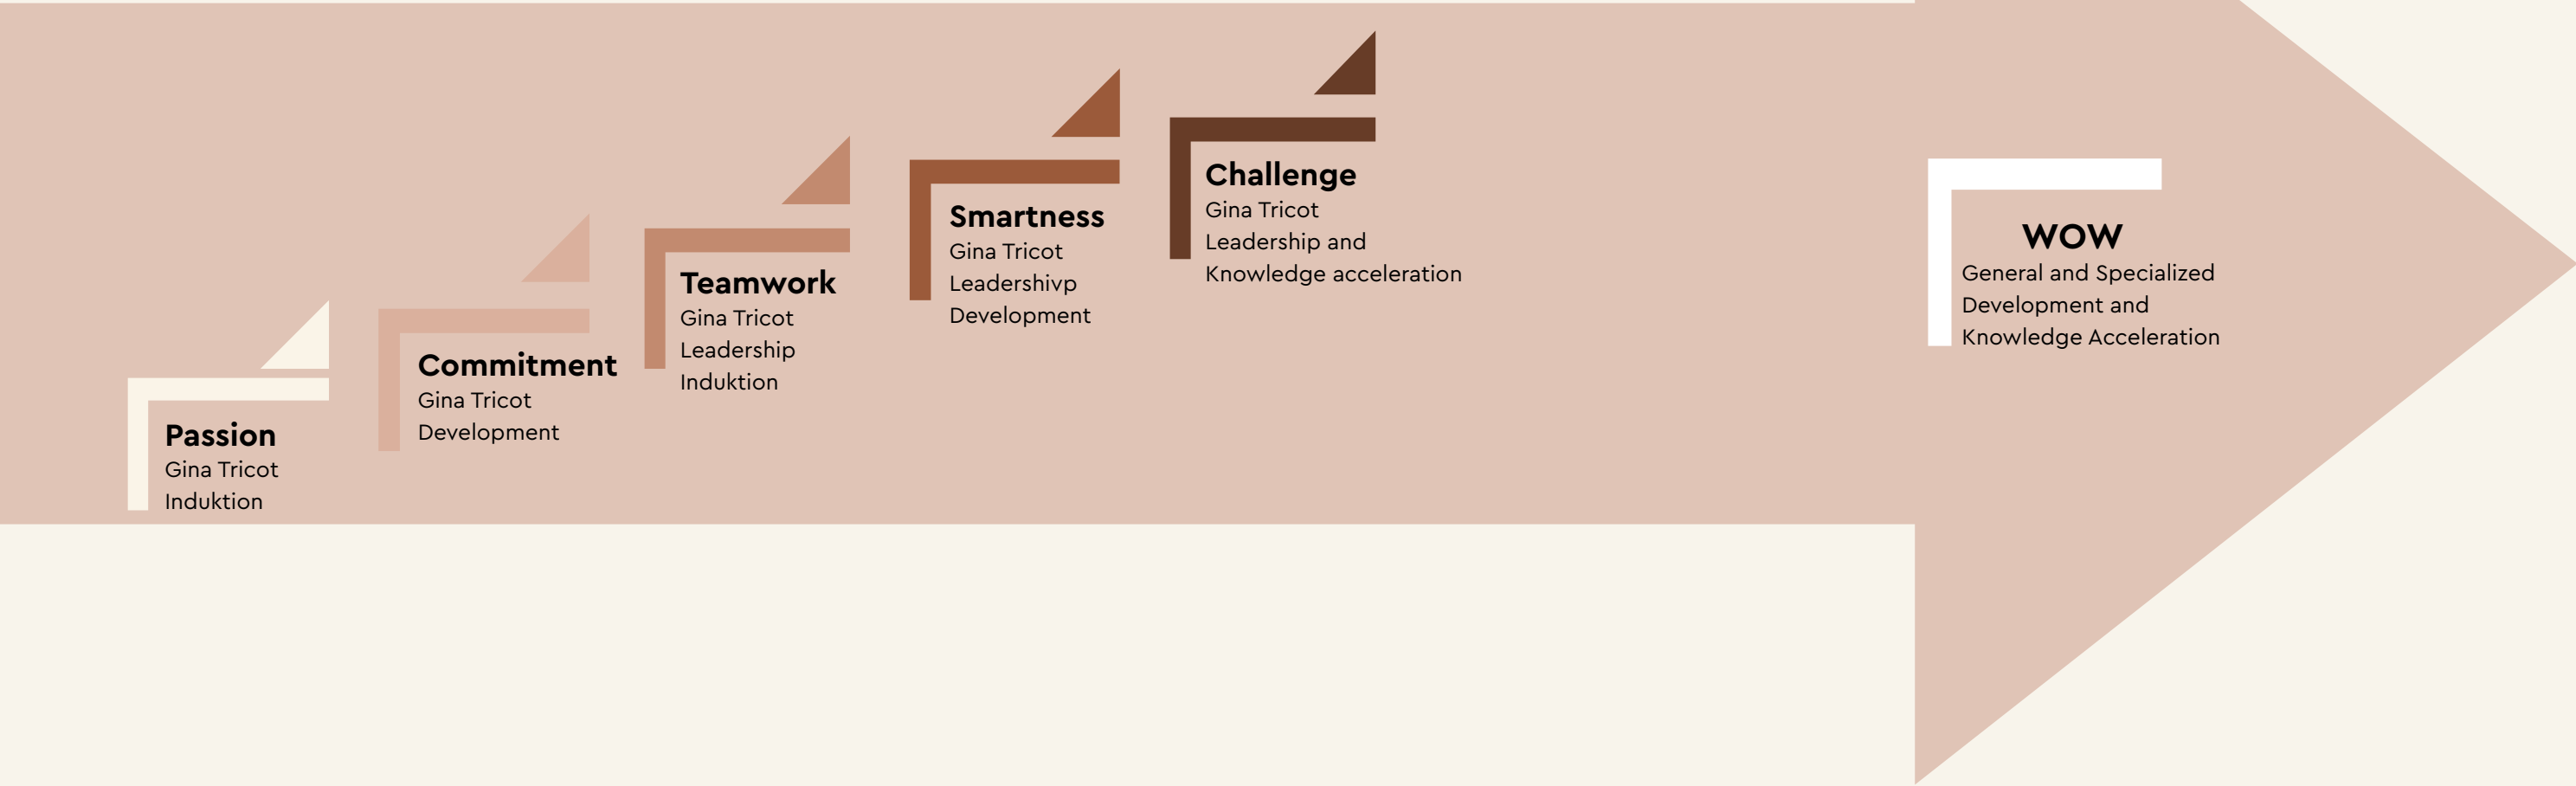 Passion
Gina Tricot
Induktion
Commitment
Gina Tricot
Development
Teamwork
Gina Tricot
Leadership
Induktion
Smartness
Gina Tricot
Leadershivp
Development
Challenge
Gina Tricot
Leadership and
Knowledge acceleration
WOW
General and Specialized
Development and
Knowledge Acceleration